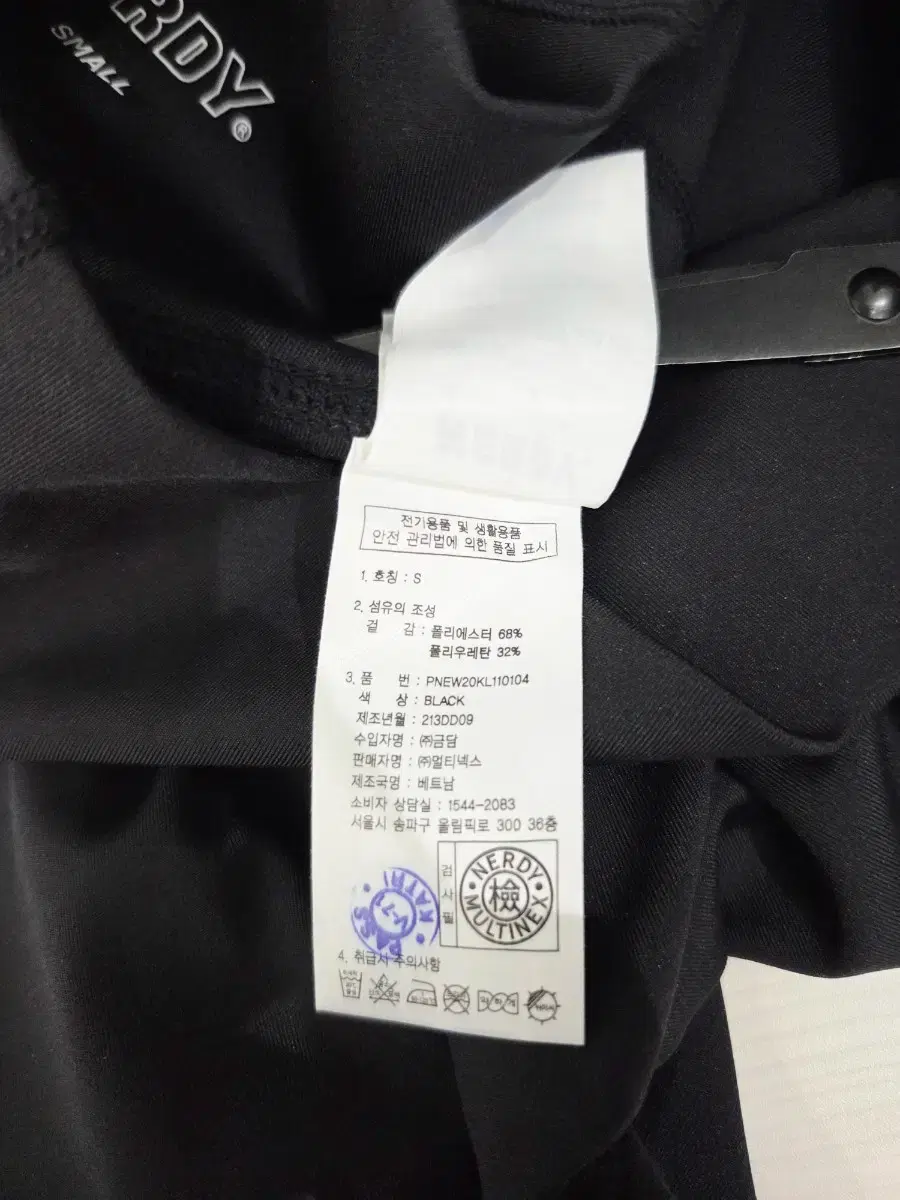 RDY®
SMALL
전기용품 및 생활용품
안전 관리법에 의한 품질 표시
1. 호칭 : S
2. 섬유의 조성
겉 감 : 폴리에스터 68%
폴리우레탄 32%
3. 품 번 : PNEW20KL110104
색 상 : BLACK
제조년월 : 213DD09
수입자명 : ㈜금담
판매자명 : ㈜멀티넥스
제조국명 : 베트남
소비자 상담실 : 1544-2083
서울시 송파구 올림픽로 300 36층
검사필
NERDY · MULTINEX ·
檢
PASS
V-71
4. 취급시 주의사항